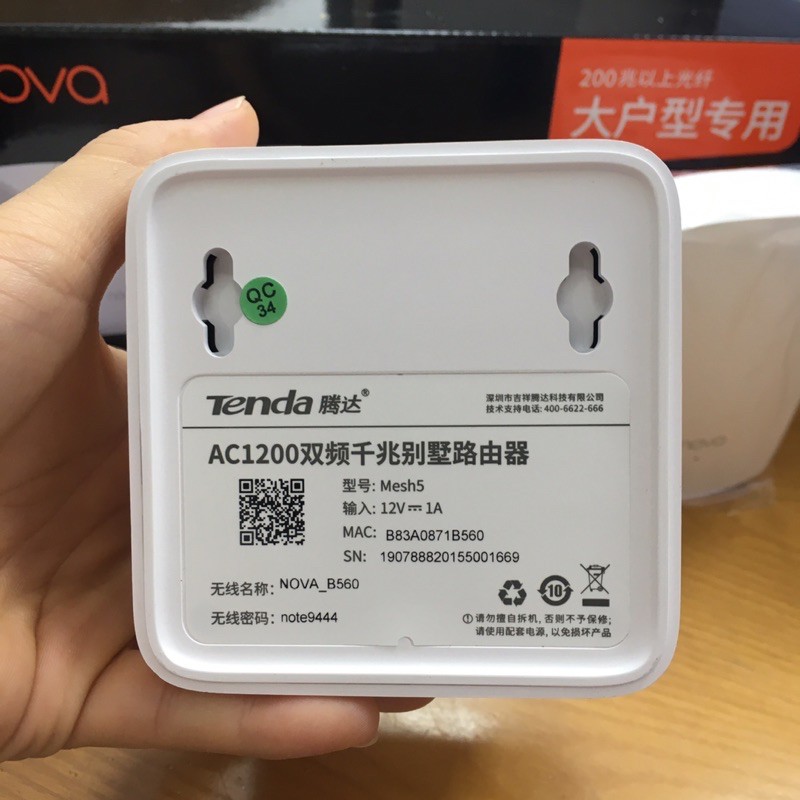 nova
200兆以上光纤
大户型专用
QC
34
Tenda 腾达®
深圳市吉祥腾达科技有限公司
技术支持电话: 400-6622-666
AC1200双频千兆别墅路由器
型号: Mesh5
输入: 12V⎓1A
MAC: B83A0871B560
SN: 190788820155001669
无线名称: NOVA_B560
无线密码: note9444
10
①请勿擅自拆机, 否则不予保修;
请使用配套电源, 以免损坏产品
nova